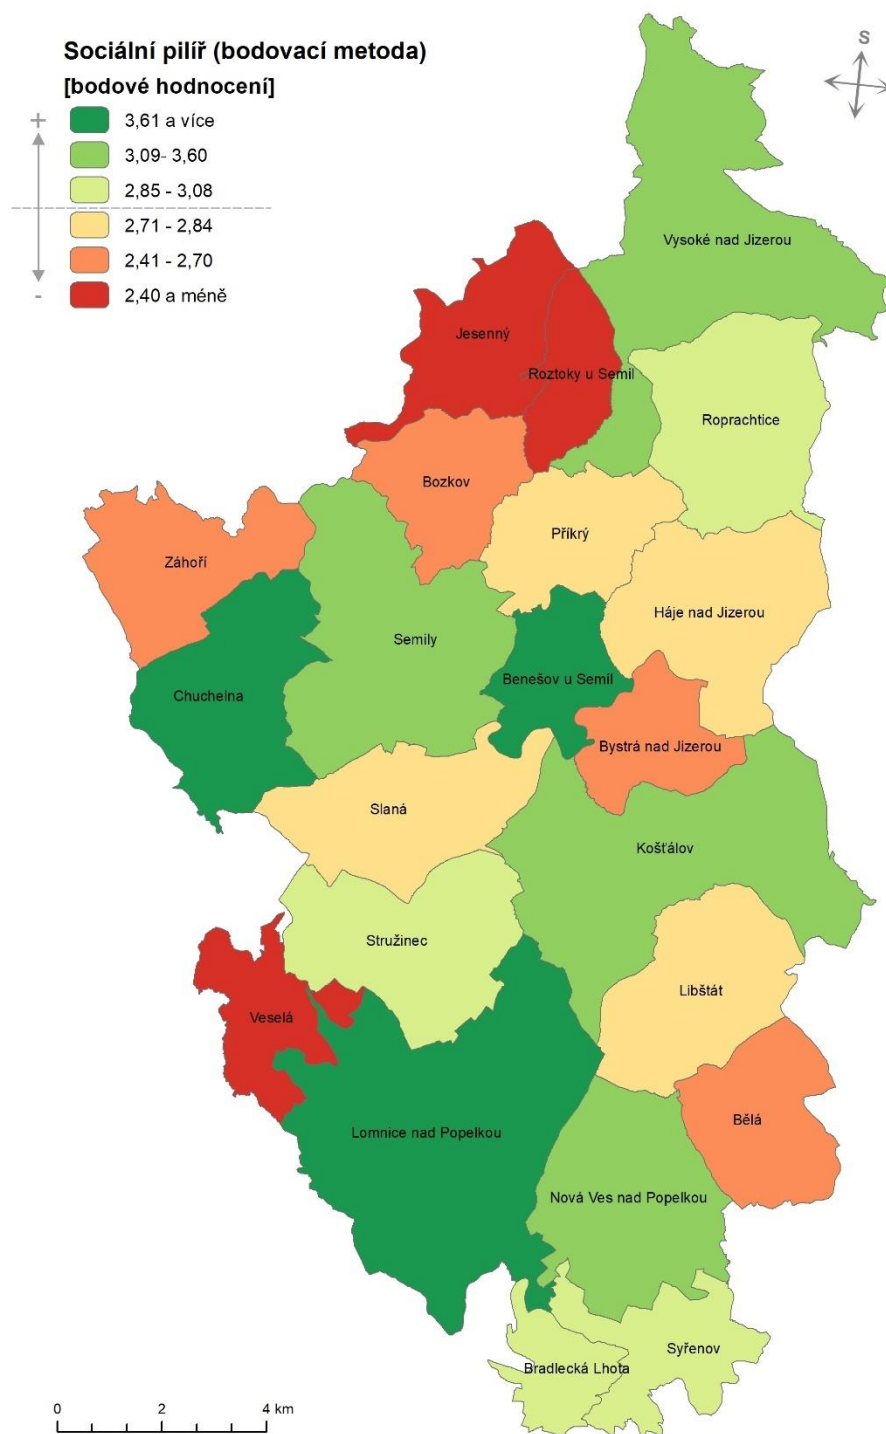 Sociální pilíř (bodovací metoda)
[bodové hodnocení]
+
3,61 a více
3,09- 3,60
2,85 - 3,08
2,71 - 2,84
2,41 - 2,70
-
2,40 a méně
S
Vysoké nad Jizerou
Jesenný
Roztoky u Semil
Roprachtice
Bozkov
Příkrý
Záhoří
Háje nad Jizerou
Semily
Benešov u Semil
Chuchelna
Bystrá nad Jizerou
Slaná
Košťálov
Stružinec
Libštát
Veselá
Bělá
Lomnice nad Popelkou
Nová Ves nad Popelkou
Syřenov
Bradlecká Lhota
0 2 4 km